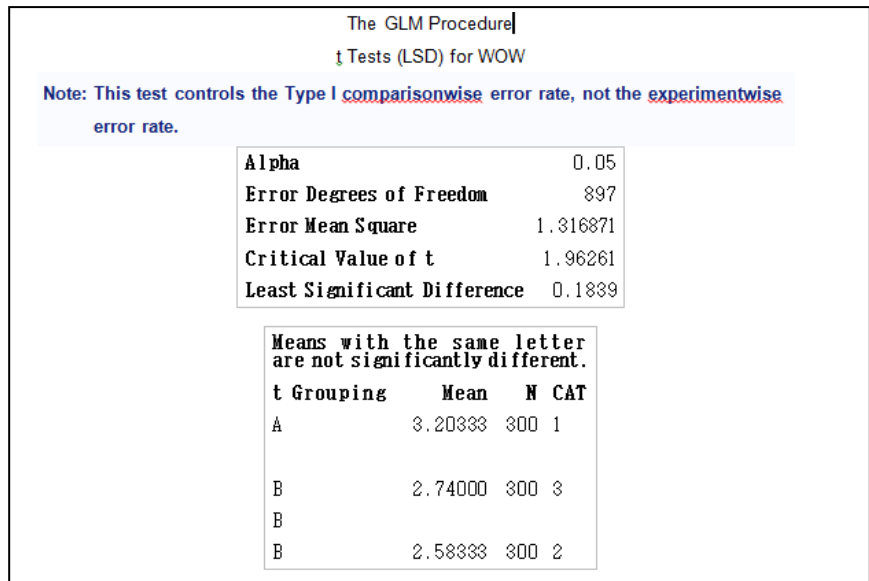 The GLM Procedure
t Tests (LSD) for WOW
Note: This test controls the Type I comparisonwise error rate, not the experimentwise
error rate.
Alpha 0.05
Error Degrees of Freedom 897
Error Mean Square 1.316871
Critical Value of t 1.96261
Least Significant Difference 0.1839
Means with the same letter
are not significantly different.
t Grouping Mean N CAT
A 3.20333 300 1
B 2.74000 300 3
B
B 2.58333 300 2